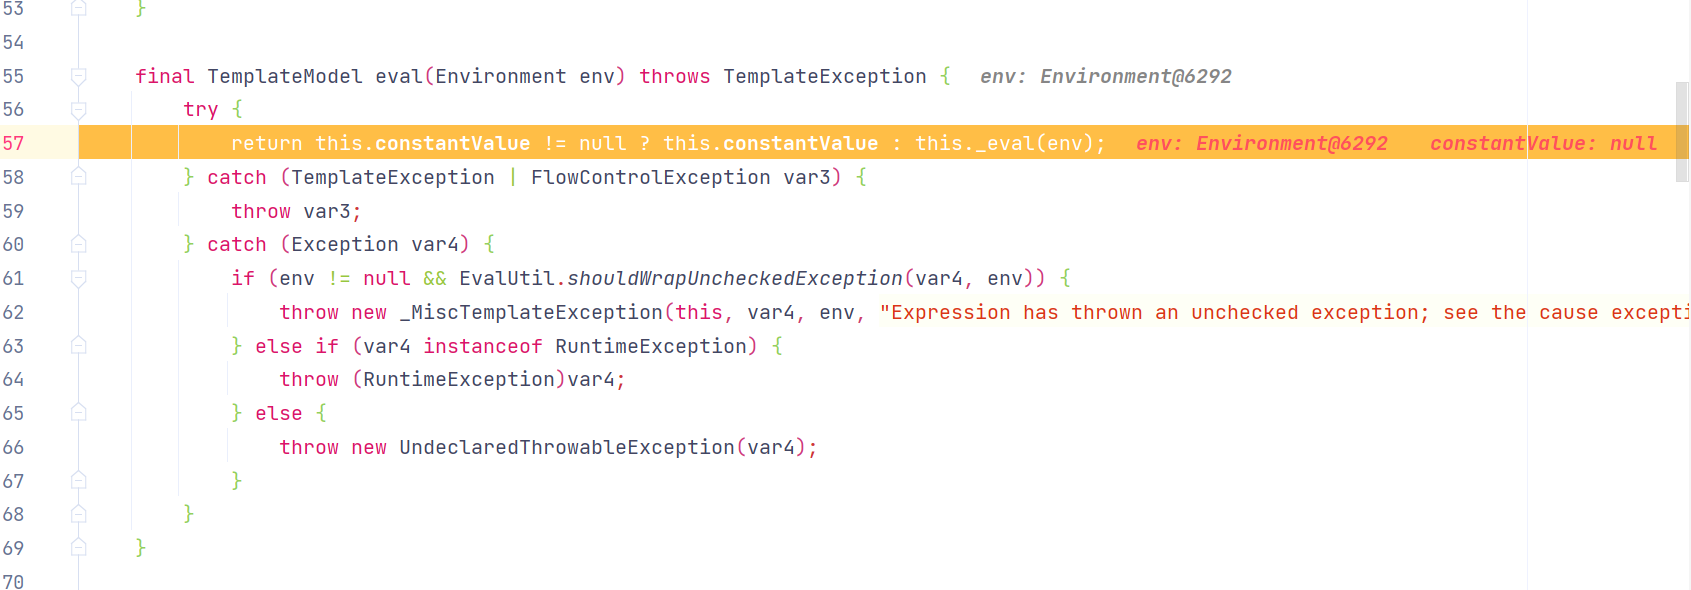 53 }
54
55 final TemplateModel eval(Environment env) throws TemplateException { env: Environment@6292
56 try {
57 return this.constantValue != null ? this.constantValue : this._eval(env); env: Environment@6292 constantValue: null
58 } catch (TemplateException | FlowControlException var3) {
59 throw var3;
60 } catch (Exception var4) {
61 if (env != null && EvalUtil.shouldWrapUncheckedException(var4, env)) {
62 throw new _MiscTemplateException(this, var4, env, "Expression has thrown an unchecked exception; see the cause excepti
63 } else if (var4 instanceof RuntimeException) {
64 throw (RuntimeException)var4;
65 } else {
66 throw new UndeclaredThrowableException(var4);
67 }
68 }
69 }
70